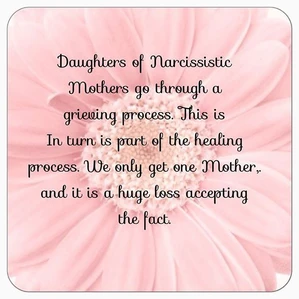 Daughters of Narcissistic
Mothers go through a
grieving process. This is
In turn is part of the healing
process. We only get one Mother,.
and it is a huge loss accepting
the fact.